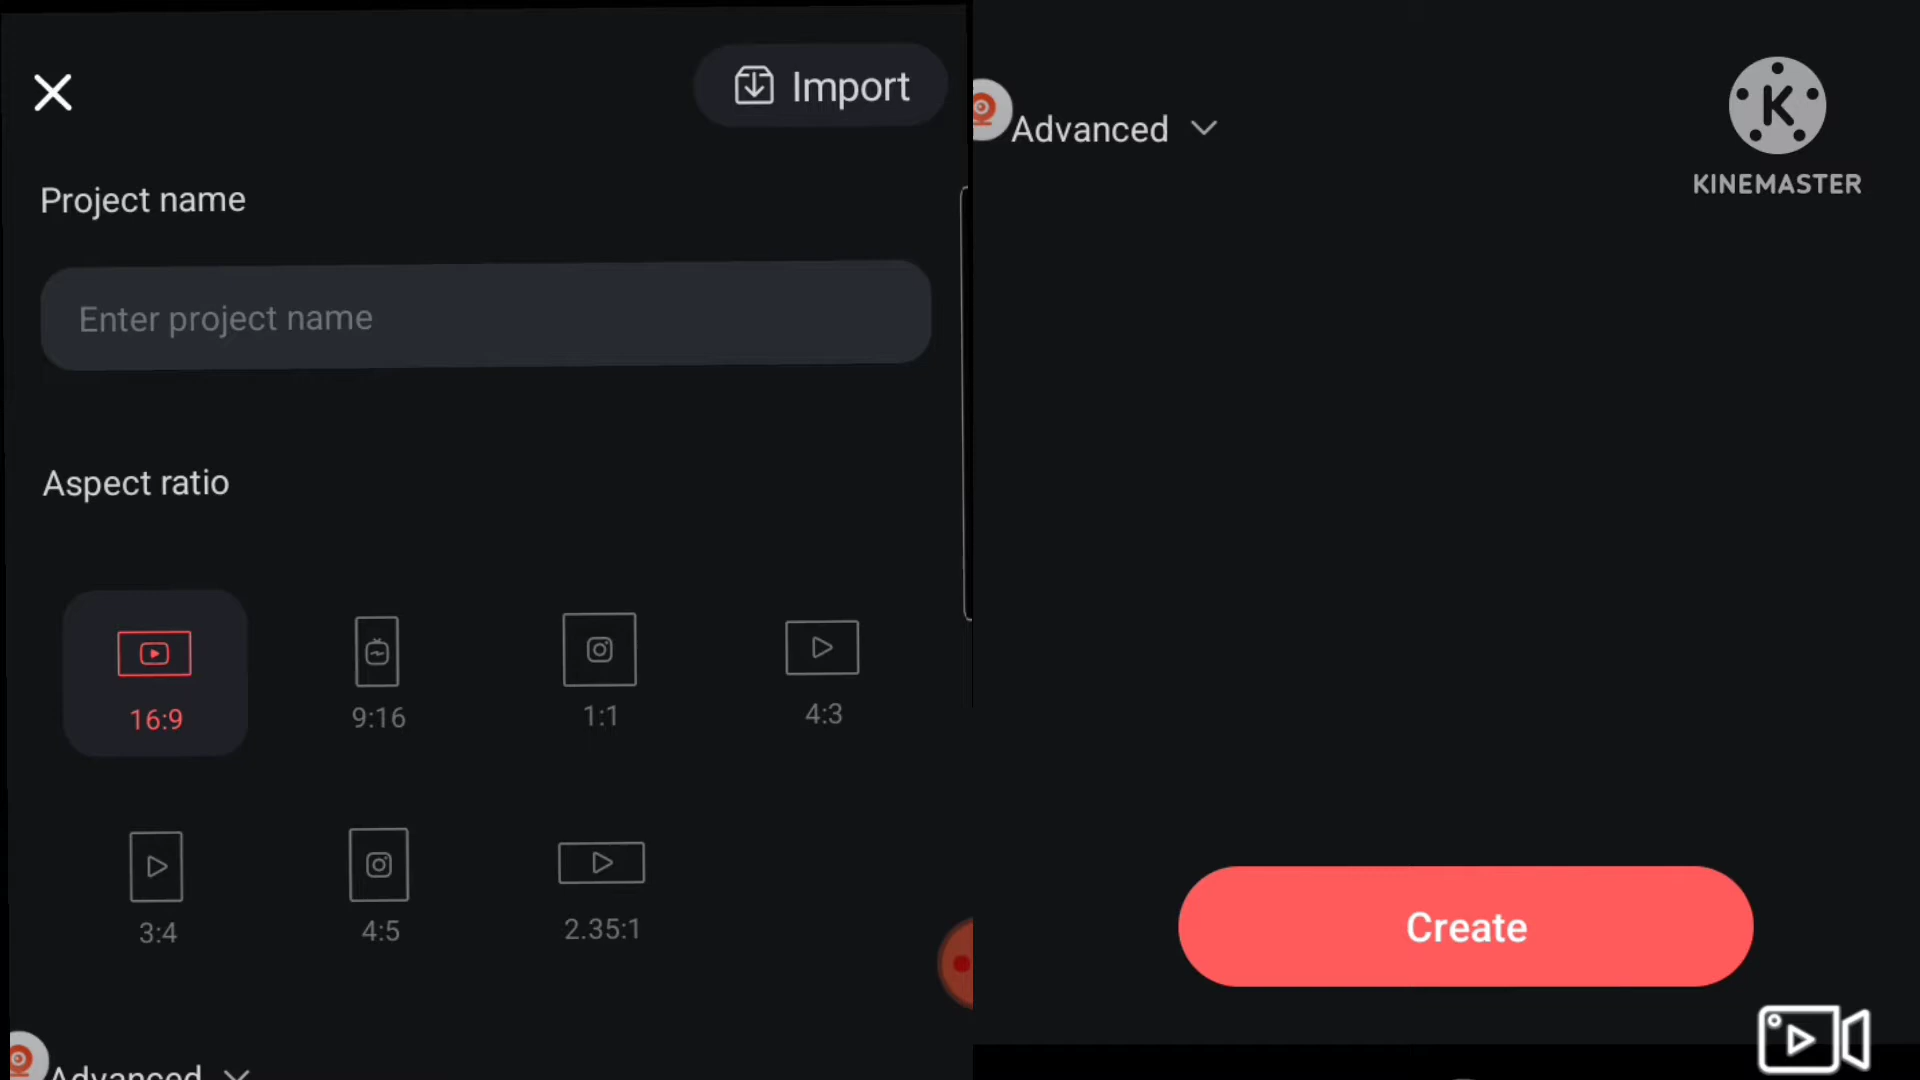 Import
Project name
Enter project name
Aspect ratio
16:9
9:16
1:1
4:3
3:4
4:5
2.35:1
Advanced
Advanced
K
KINEMASTER
Create